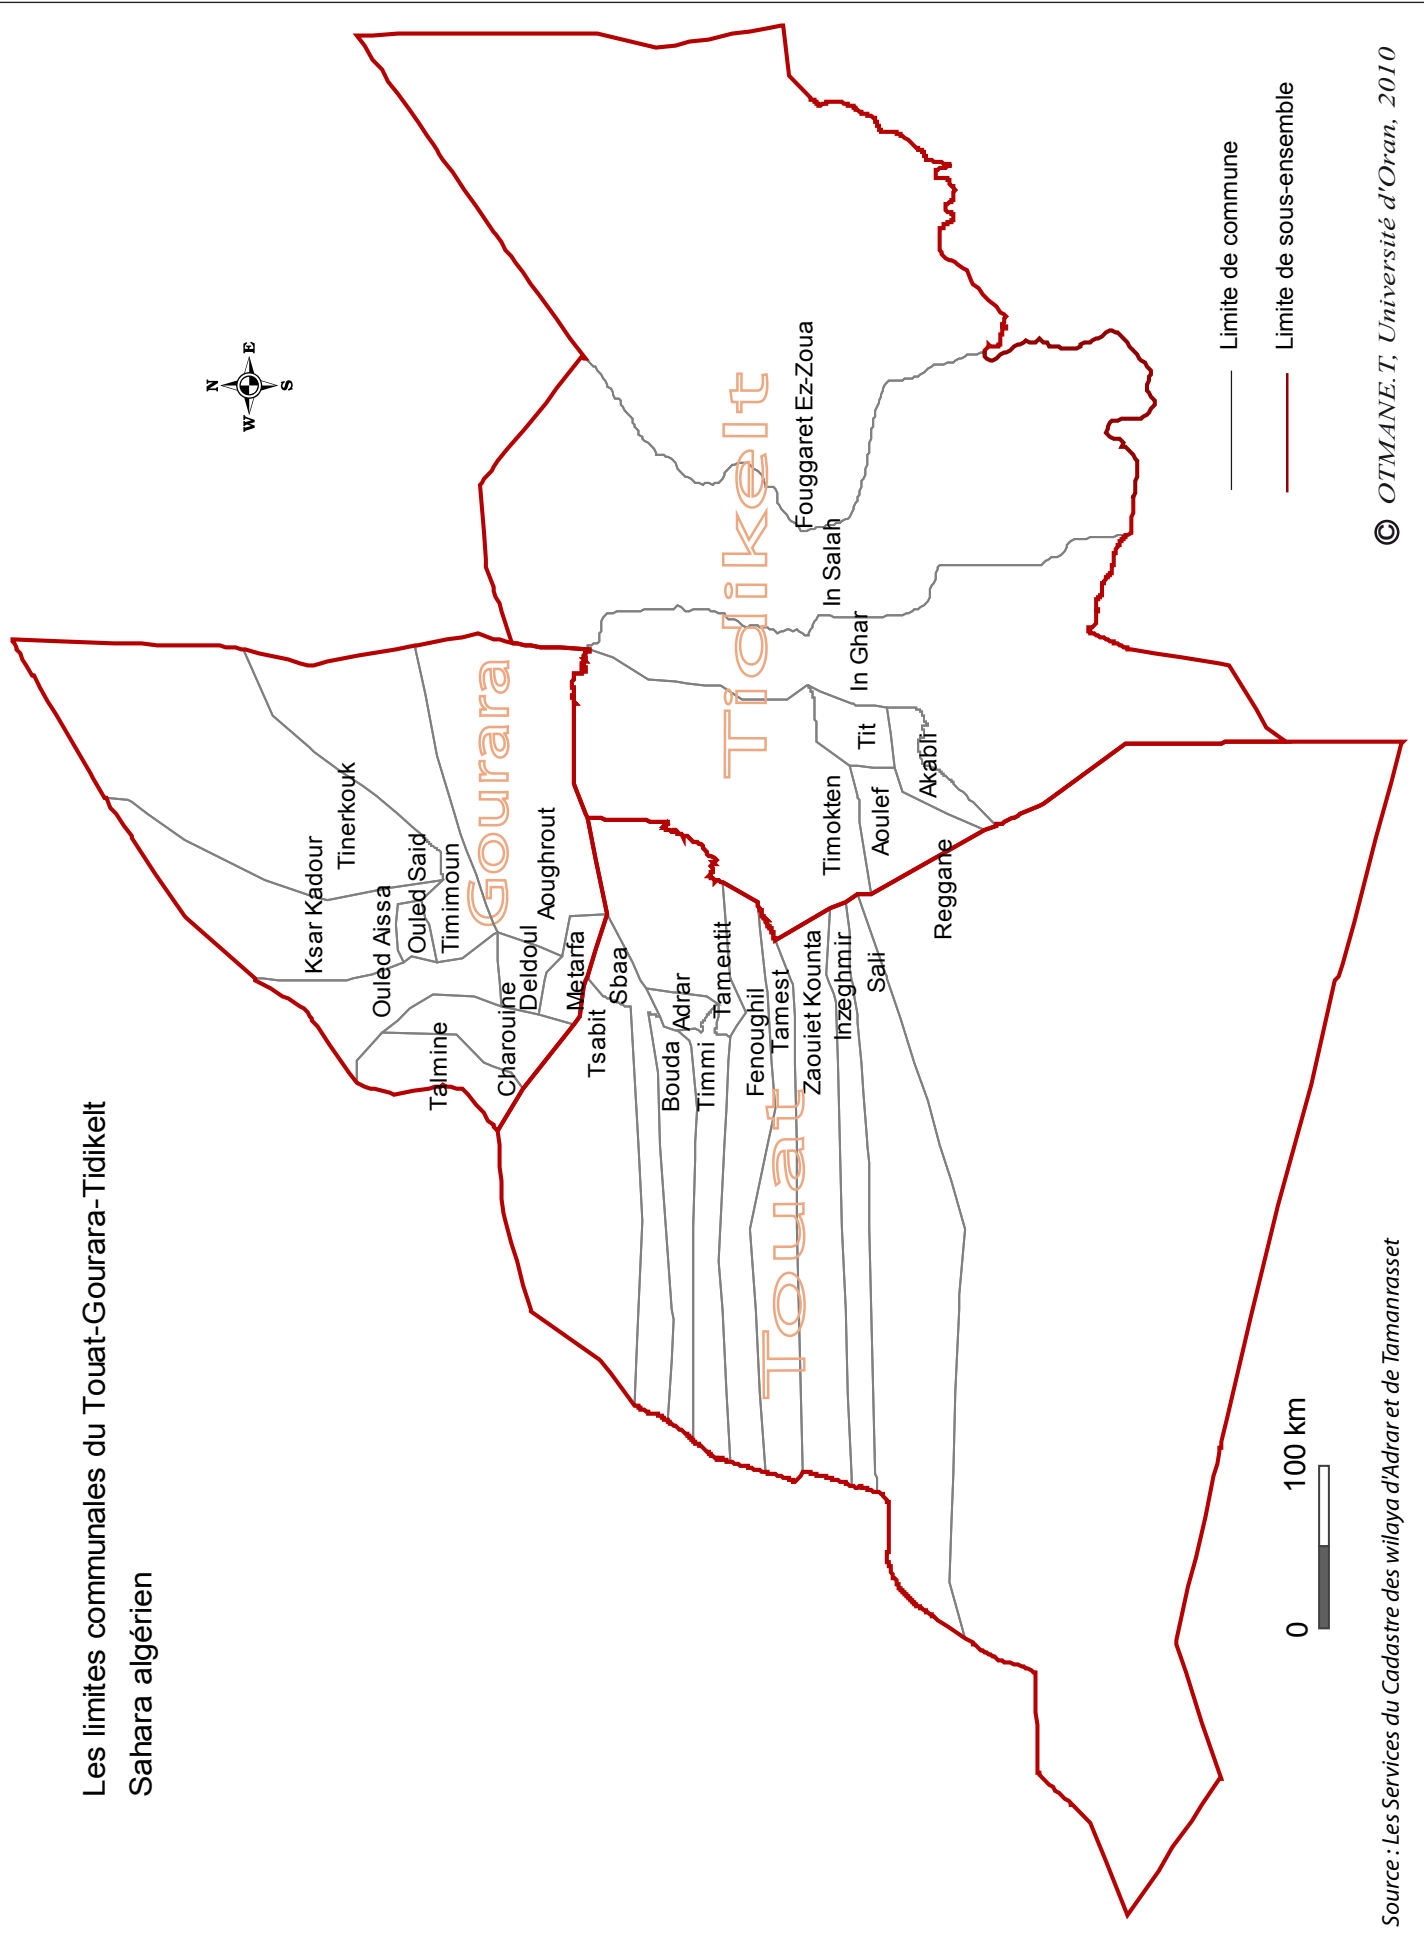 Les limites communales du Touat-Gourara-Tidikelt
Sahara algérien
N
W
E
S
Ksar Kadour
Tinerkouk
Ouled Aissa
Ouled Said
Timimoun
Talmine
Gourara
Charouine
Deldoul
Aoughrout
Metarfa
Tsabit
Sbaa
Bouda
Adrar
Timmi
Tamentit
Fenoughil
Tamest
Touat
Zaouiet Kounta
Inzeghmir
Sali
Reggane
Tidikelt
Fouggaret Ez-Zoua
In Salah
In Ghar
Timokten
Tit
Aoulef
Akabli
Limite de commune
Limite de sous-ensemble
0
100 km
Source : Les Services du Cadastre des wilaya d'Adrar et de Tamanrasset
© OTMANE.T, Université d'Oran, 2010